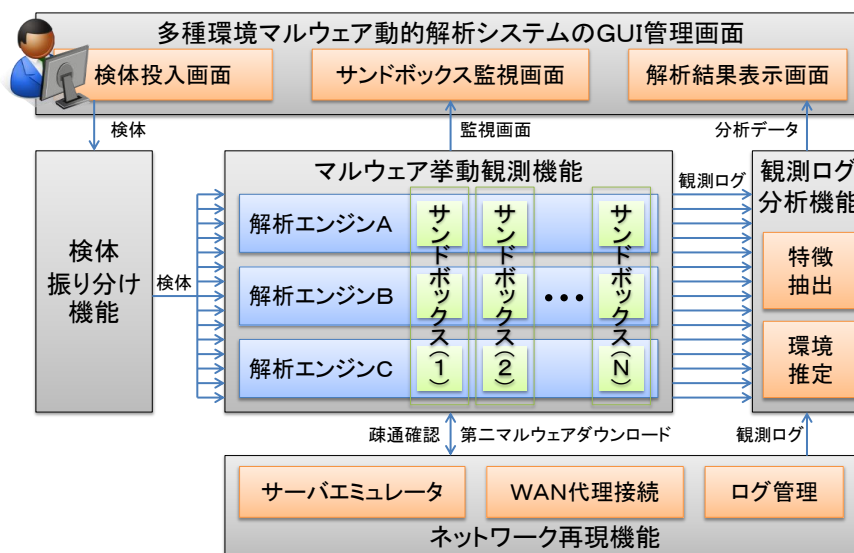 多種環境マルウェア動的解析システムのGUI管理画面
検体投入画面
サンドボックス監視画面
解析結果表示画面
検体
監視画面
分析データ
検体
振り分け
機能
検体
マルウェア挙動観測機能
解析エンジンA
解析エンジンB
解析エンジンC
サンドボックス(1)
サンドボックス(2)
•••
サンドボックス(N)
観測ログ
観測ログ
分析機能
特徴
抽出
環境
推定
疎通確認
第二マルウェアダウンロード
観測ログ
サーバエミュレータ
WAN代理接続
ログ管理
ネットワーク再現機能